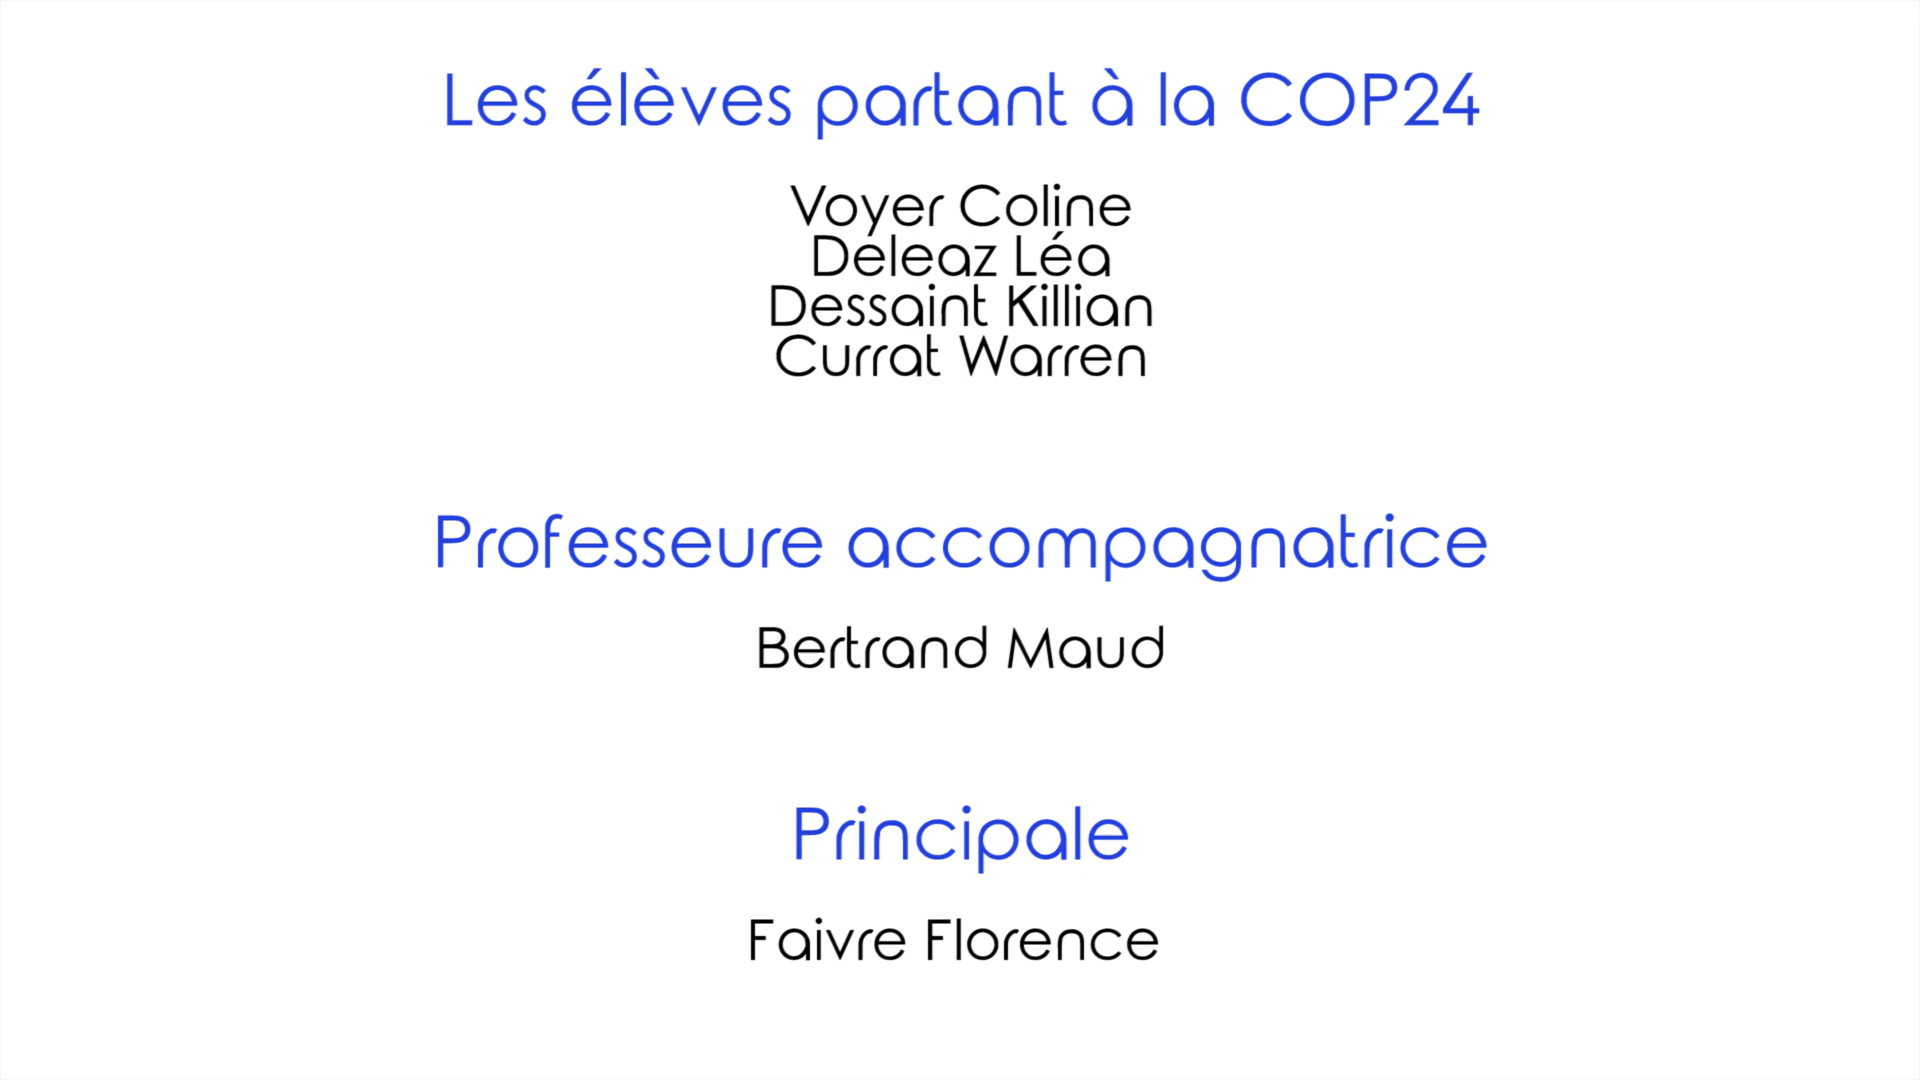 Les élèves partant à la COP24
Voyer Coline
Deleaz Léa
Dessaint Killian
Currat Warren
Professeure accompagnatrice
Bertrand Maud
Principale
Faivre Florence